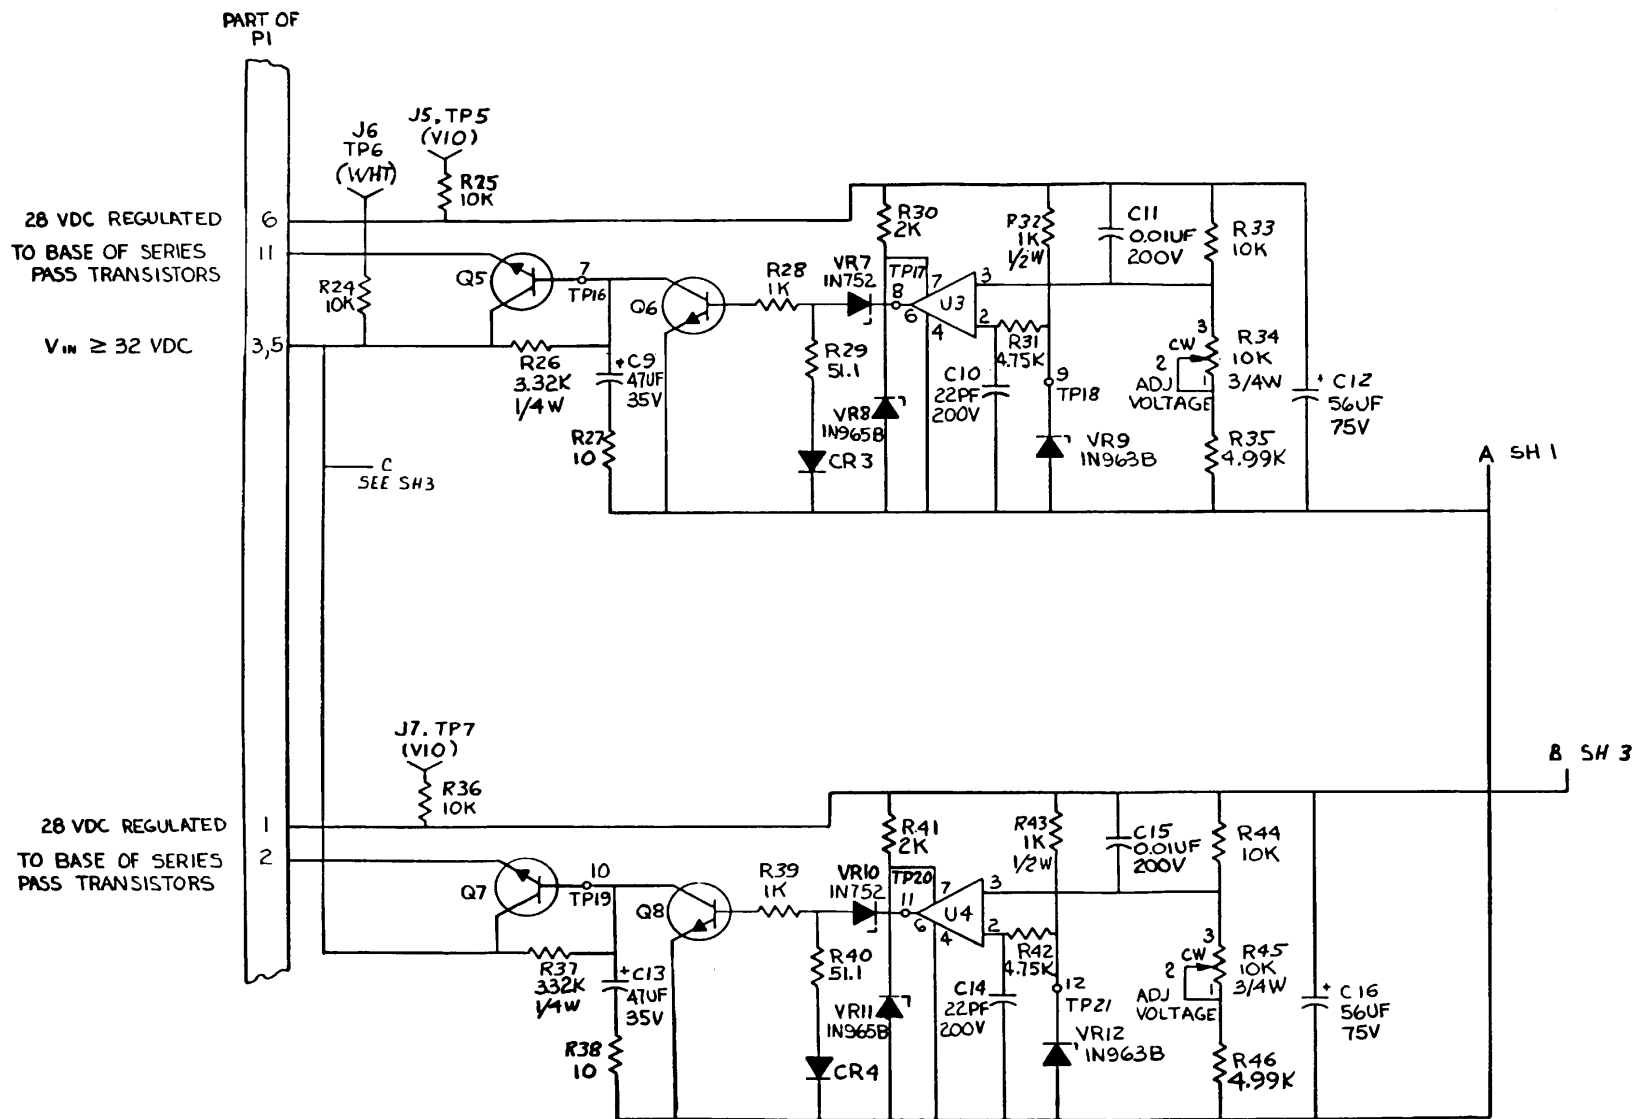 PART OF
P1
J6
TP6
(WHT)
J5, TP5
(VIO)
R25
10K
28 VDC REGULATED
6
TO BASE OF SERIES
PASS TRANSISTORS
11
R24
10K
Q5
7
TP16
Q6
R28
1K
VR7
1N752
R30
2K
TP17
8
7
6
4
U3
3
2
R31
4.75K
R32
1K
1/2W
C11
0.01UF
200V
R33
10K
VIN ≥ 32 VDC
3,5
R26
3.32K
1/4W
+
C9
47UF
35V
R27
10
R29
51.1
CR3
VR8
1N965B
C10
22PF
200V
9
TP18
VR9
1N963B
3
CW
2
1
ADJ
VOLTAGE
R34
10K
3/4W
R35
4.99K
+
C12
56UF
75V
C
SEE SH3
A SH 1
J7, TP7
(VIO)
R36
10K
B SH 3
28 VDC REGULATED
1
TO BASE OF SERIES
PASS TRANSISTORS
2
Q7
10
TP19
Q8
R39
1K
VR10
1N752
R41
2K
TP20
11
7
6
4
U4
3
2
R42
4.75K
R43
1K
1/2W
C15
0.01UF
200V
R44
10K
R37
332K
1/4W
+
C13
47UF
35V
R38
10
R40
51.1
CR4
VR11
1N965B
C14
22PF
200V
12
TP21
VR12
1N963B
3
CW
2
1
ADJ
VOLTAGE
R45
10K
3/4W
R46
4.99K
+
C16
56UF
75V